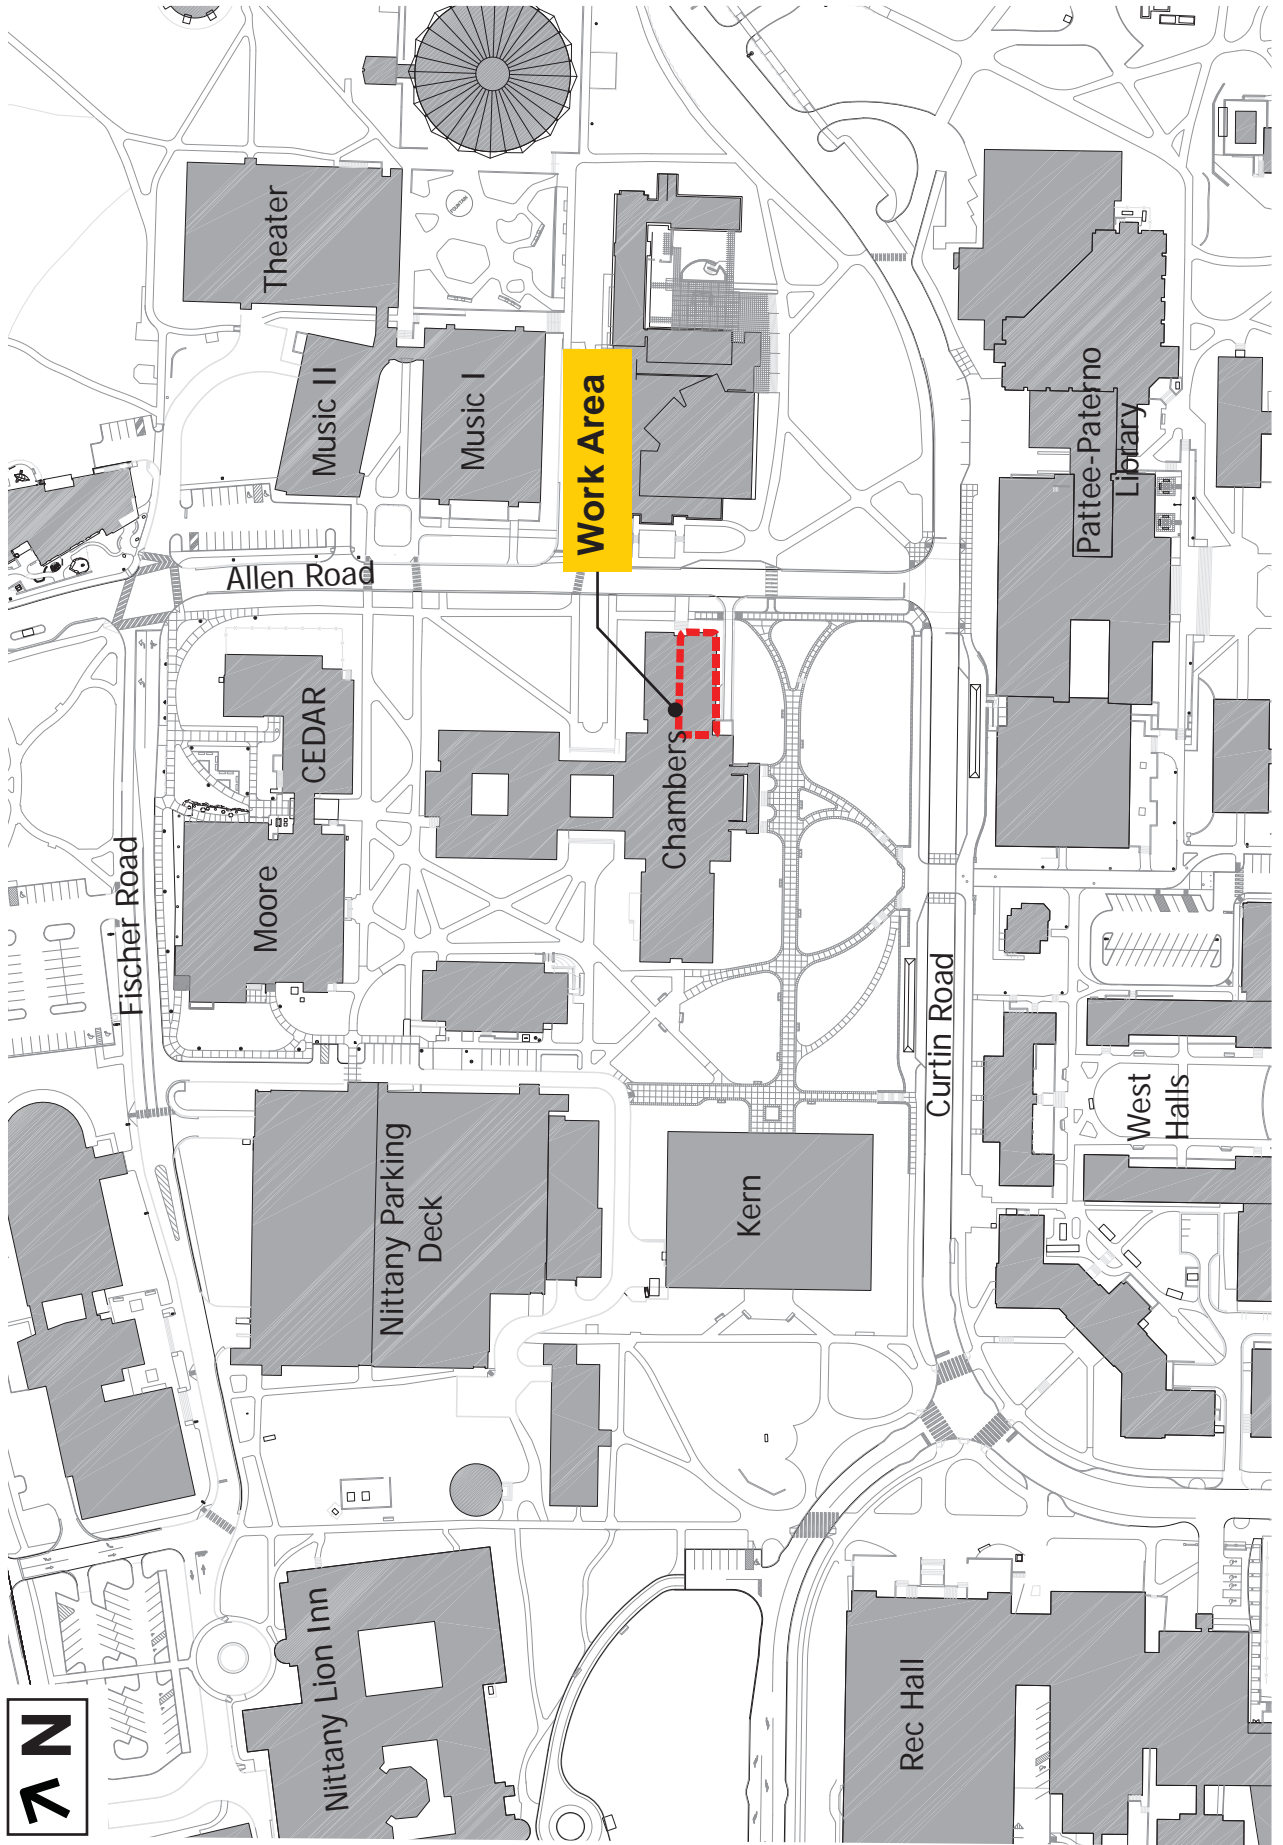 FOUNTAIN
Theater
Music II
Music I
Work Area
Pattee-Paterno
Library
Allen Road
CEDAR
Chambers
Moore
Fischer Road
Curtin Road
West
Halls
Nittany Parking
Deck
Kern
Nittany Lion Inn
Rec Hall
N